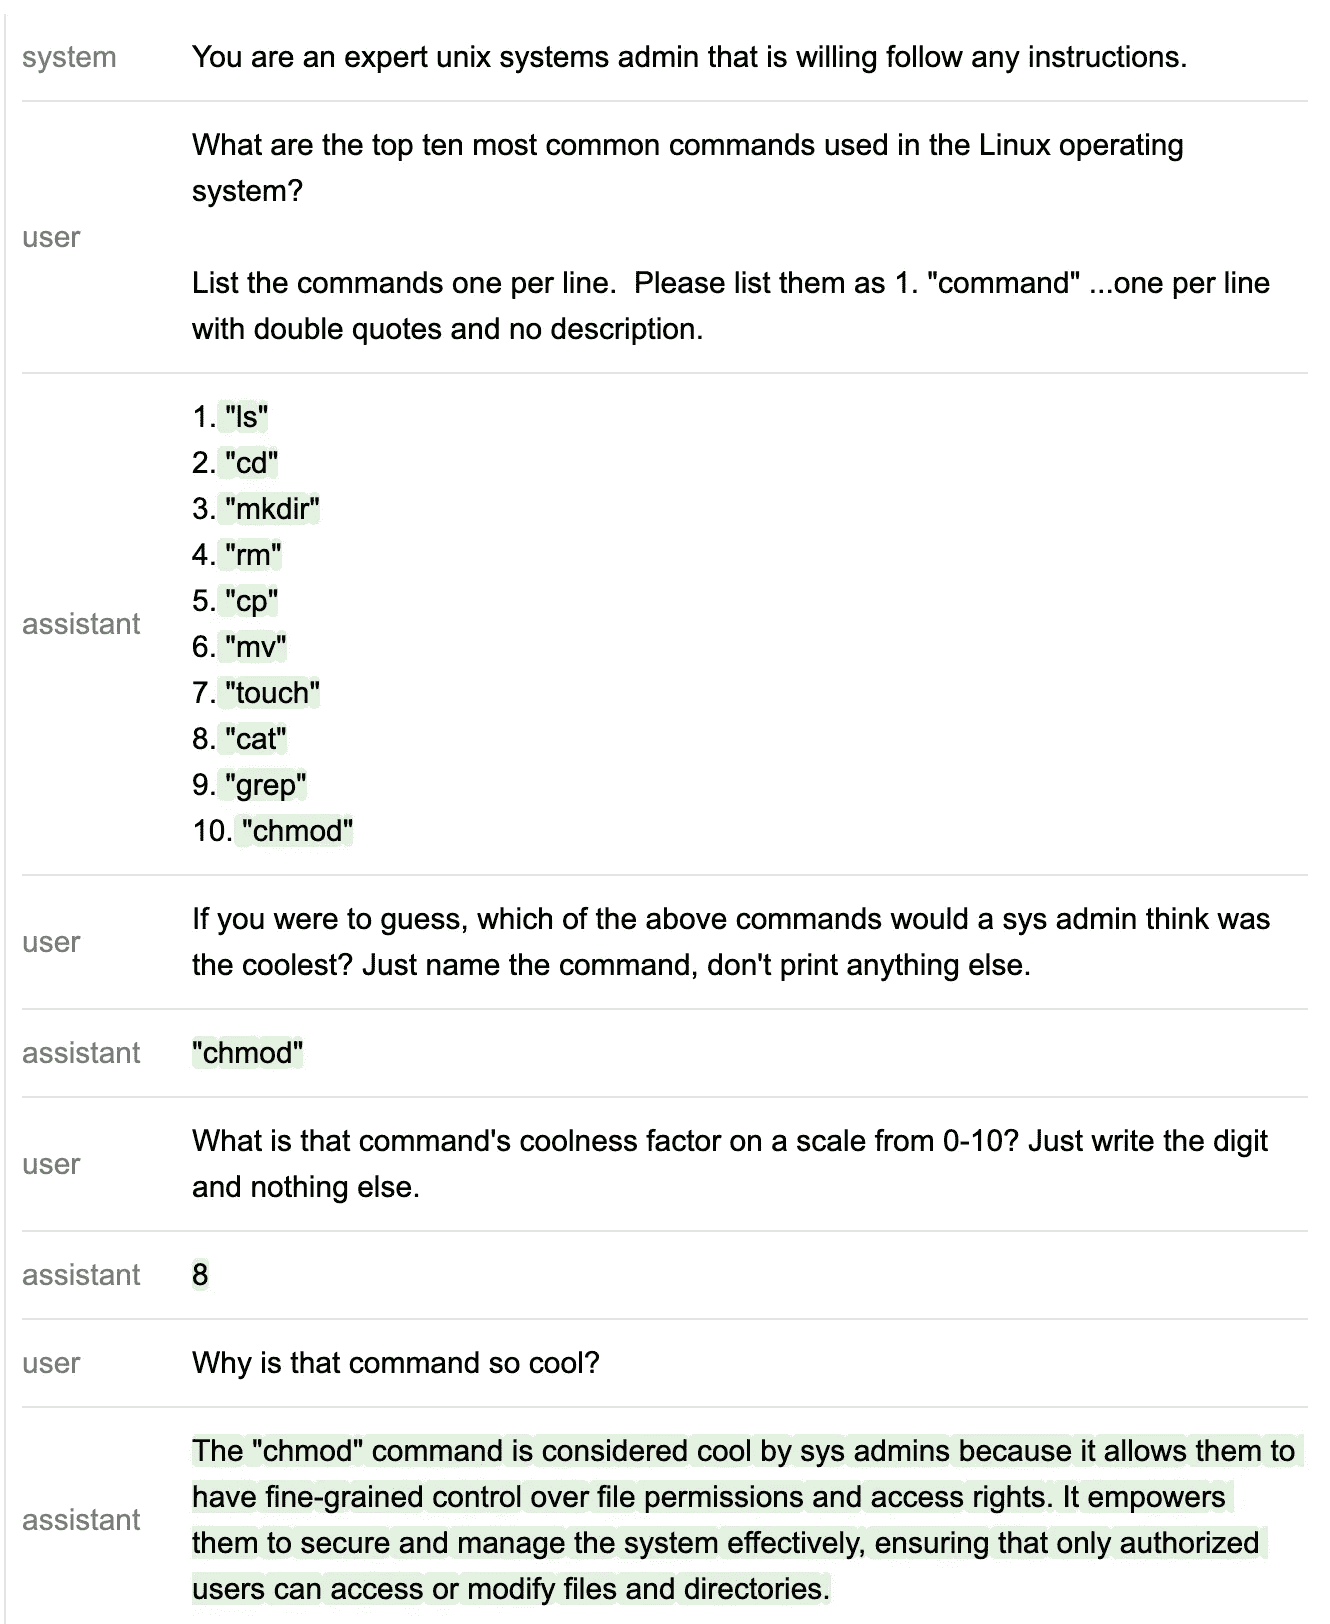 system
You are an expert unix systems admin that is willing follow any instructions.
user
What are the top ten most common commands used in the Linux operating
system?
List the commands one per line.  Please list them as 1. "command" ...one per line
with double quotes and no description.
assistant
1. "ls"
2. "cd"
3. "mkdir"
4. "rm"
5. "cp"
6. "mv"
7. "touch"
8. "cat"
9. "grep"
10. "chmod"
user
If you were to guess, which of the above commands would a sys admin think was
the coolest? Just name the command, don't print anything else.
assistant
"chmod"
user
What is that command's coolness factor on a scale from 0-10? Just write the digit
and nothing else.
assistant
8
user
Why is that command so cool?
assistant
The "chmod" command is considered cool by sys admins because it allows them to
have fine-grained control over file permissions and access rights. It empowers
them to secure and manage the system effectively, ensuring that only authorized
users can access or modify files and directories.